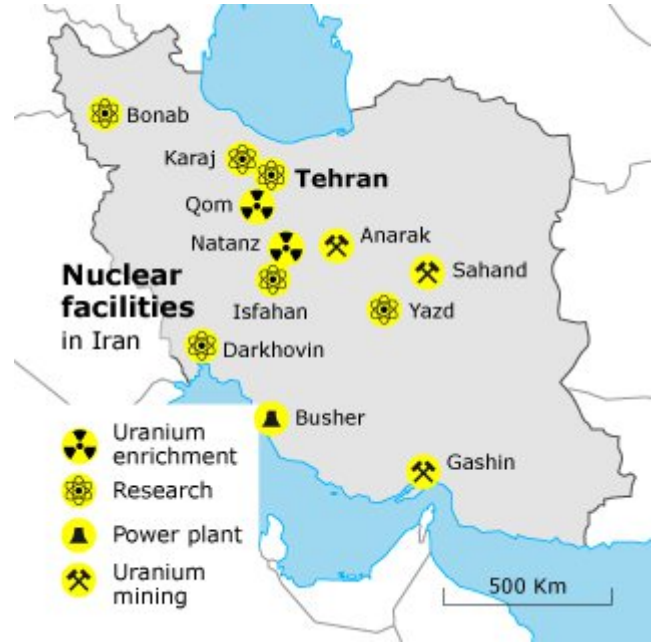 Bonab
Karaj
Tehran
Qom
Natanz
Anarak
Sahand
Nuclear
facilities
in Iran
Isfahan
Yazd
Darkhovin
Busher
Gashin
Uranium
enrichment
Research
Power plant
Uranium
mining
500 Km